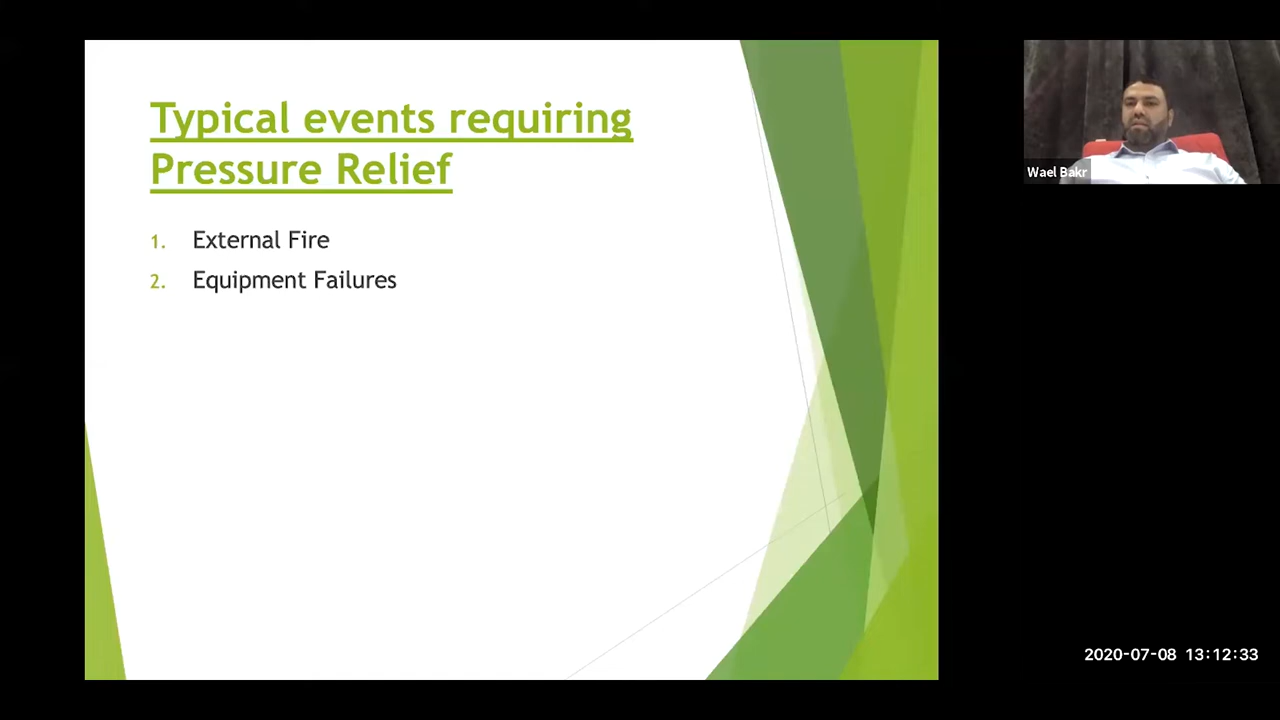 Typical events requiring
Pressure Relief
1. External Fire
2. Equipment Failures
Wael Bakr
2020-07-08 13:12:33